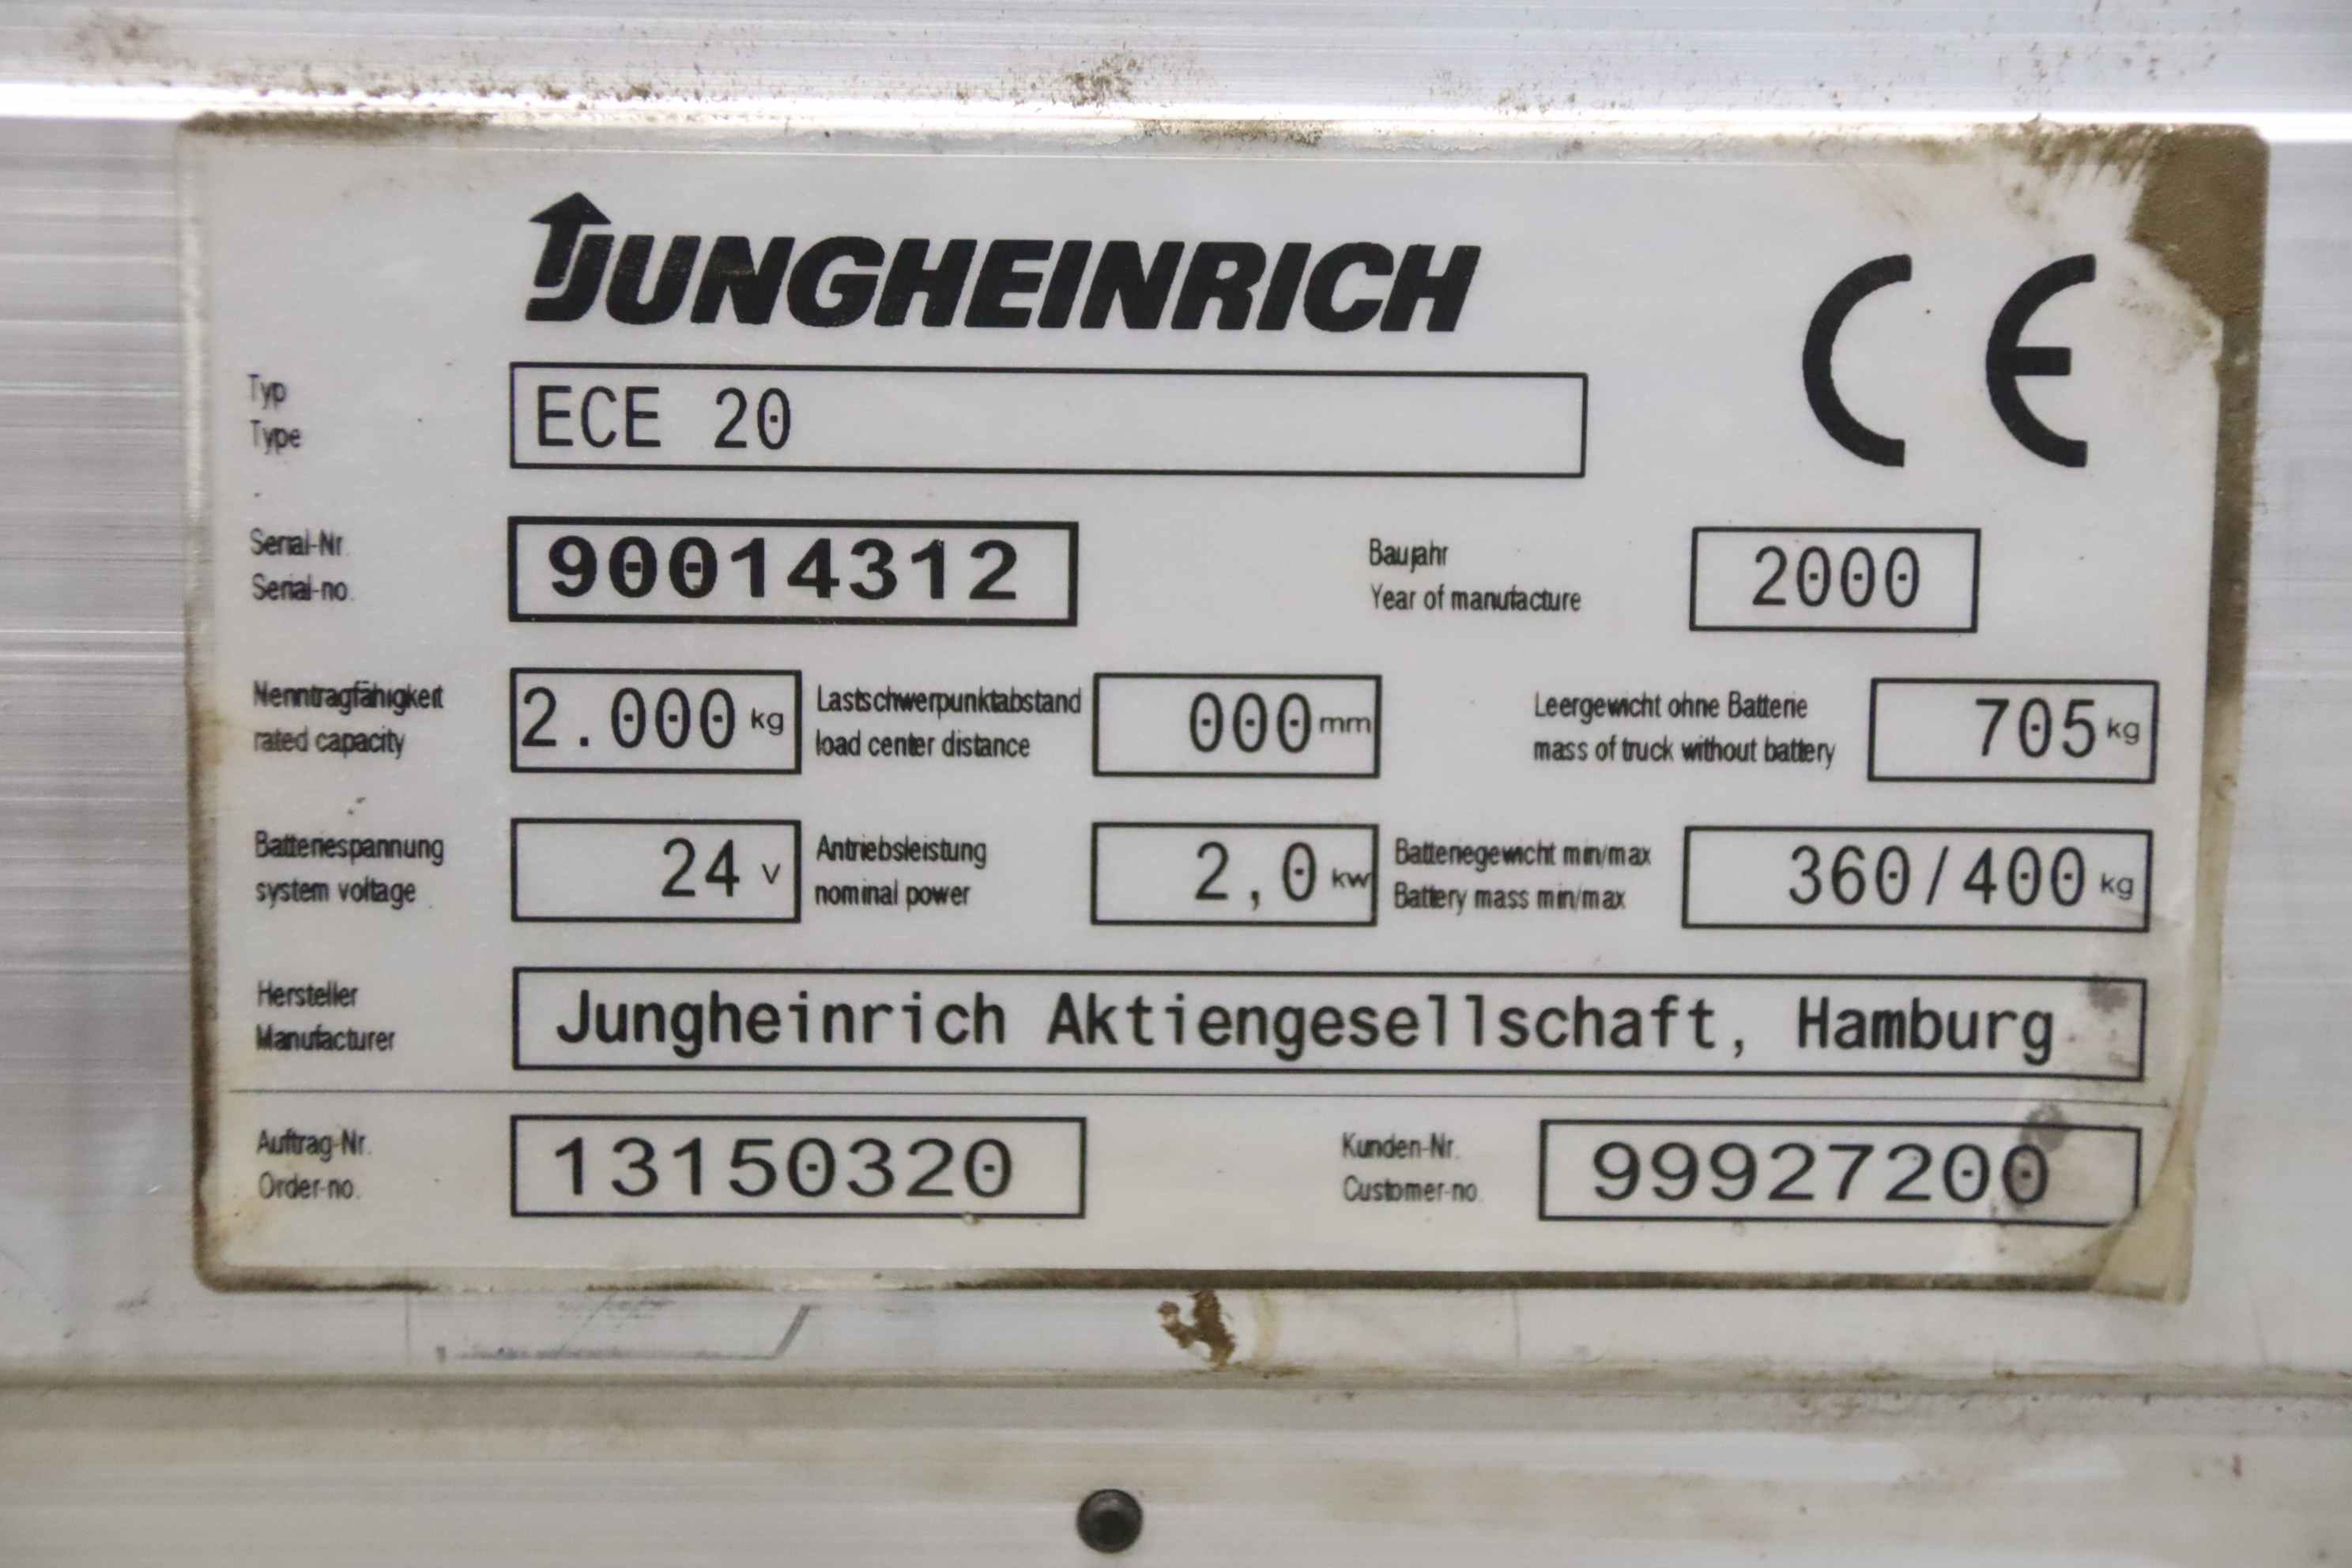 JUNGHEINRICH
CE
Typ
Type
ECE 20
Serial-Nr.
Serial-no.
90014312
Baujahr
Year of manufacture
2000
Nenntragfähigkeit
rated capacity
2.000 kg
Lastschwerpunktabstand
load center distance
000 mm
Leergewicht ohne Batterie
mass of truck without battery
705 kg
Batteriespannung
system voltage
24 V
Antriebsleistung
nominal power
2,0 kW
Batteriegewicht min/max
Battery mass min/max
360/400 kg
Hersteller
Manufacturer
Jungheinrich Aktiengesellschaft, Hamburg
Auftrag-Nr.
Order-no.
13150320
Kunden-Nr.
Customer-no
99927200